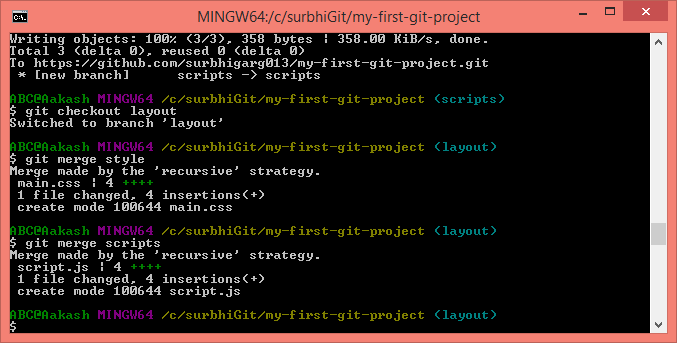 MINGW64:/c/surbhiGit/my-first-git-project
Writing objects: 100% (3/3), 358 bytes | 358.00 KiB/s, done.
Total 3 (delta 0), reused 0 (delta 0)
To https://github.com/surbhigarg013/my-first-git-project.git
 * [new branch]      scripts -> scripts

ABC@Aakash MINGW64 /c/surbhiGit/my-first-git-project (scripts)
$ git checkout layout
Switched to branch 'layout'

ABC@Aakash MINGW64 /c/surbhiGit/my-first-git-project (layout)
$ git merge style
Merge made by the 'recursive' strategy.
 main.css | 4 ++++
 1 file changed, 4 insertions(+)
 create mode 100644 main.css

ABC@Aakash MINGW64 /c/surbhiGit/my-first-git-project (layout)
$ git merge scripts
Merge made by the 'recursive' strategy.
 script.js | 4 ++++
 1 file changed, 4 insertions(+)
 create mode 100644 script.js

ABC@Aakash MINGW64 /c/surbhiGit/my-first-git-project (layout)
$